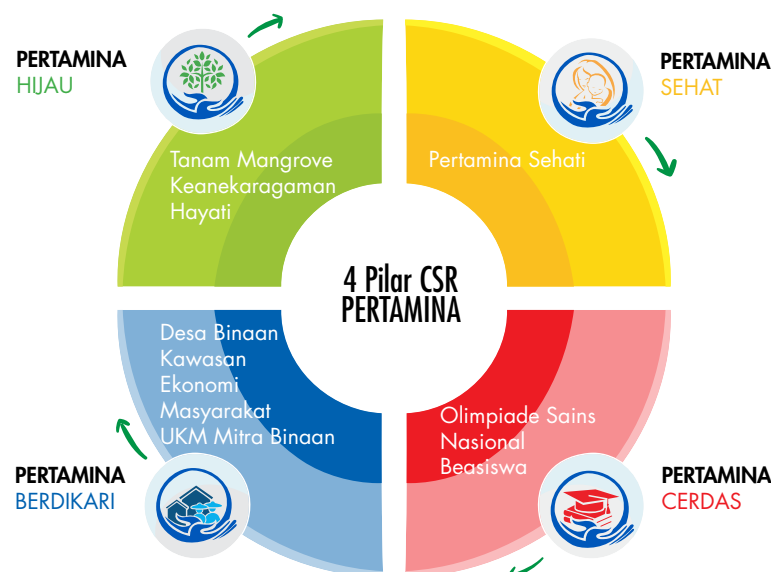 PERTAMINA
HIJAU
PERTAMINA
SEHAT
Tanam Mangrove
Keanekaragaman
Hayati
Pertamina Sehati
4 Pilar CSR
PERTAMINA
Desa Binaan
Kawasan
Ekonomi
Masyarakat
UKM Mitra Binaan
Olimpiade Sains
Nasional
Beasiswa
PERTAMINA
BERDIKARI
PERTAMINA
CERDAS